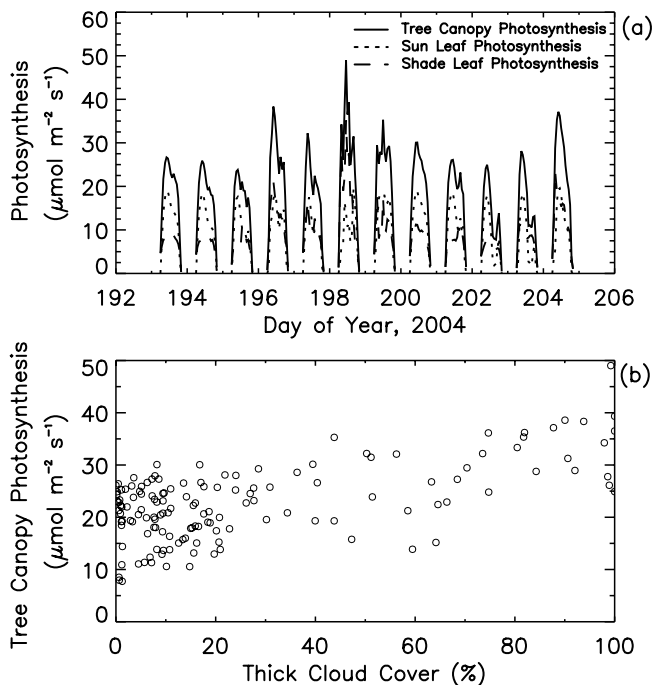 60
50
40
30
20
10
0
Photosynthesis
(μmol m⁻² s⁻¹)
Tree Canopy Photosynthesis
Sun Leaf Photosynthesis
Shade Leaf Photosynthesis
(a)
192 194 196 198 200 202 204 206
Day of Year, 2004
50
40
30
20
10
0
Tree Canopy Photosynthesis
(μmol m⁻² s⁻¹)
(b)
0 20 40 60 80 100
Thick Cloud Cover (%)